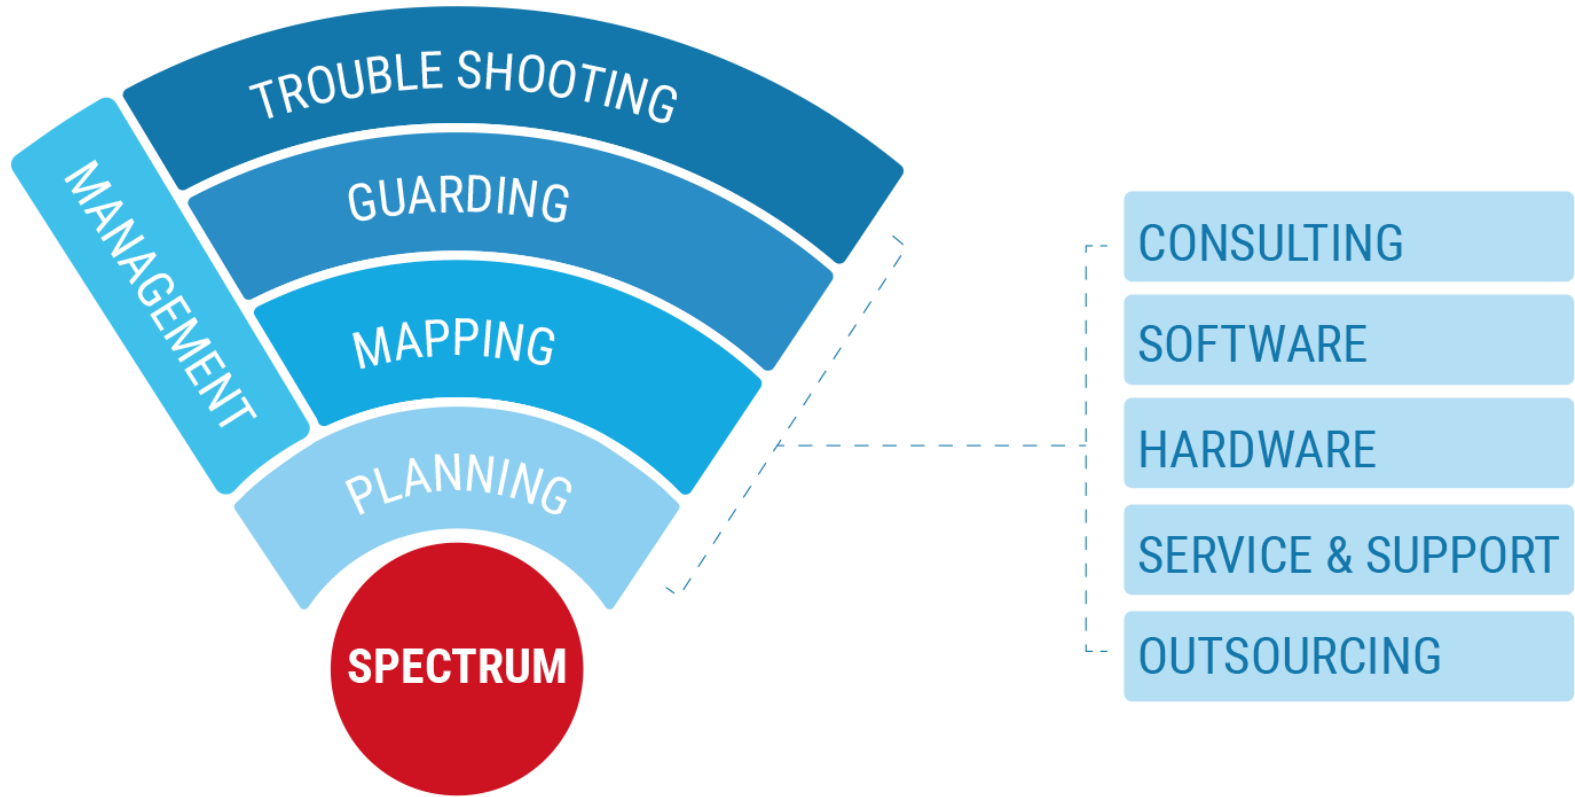 TROUBLE SHOOTING
GUARDING
MAPPING
PLANNING
MANAGEMENT
SPECTRUM
CONSULTING
SOFTWARE
HARDWARE
SERVICE & SUPPORT
OUTSOURCING